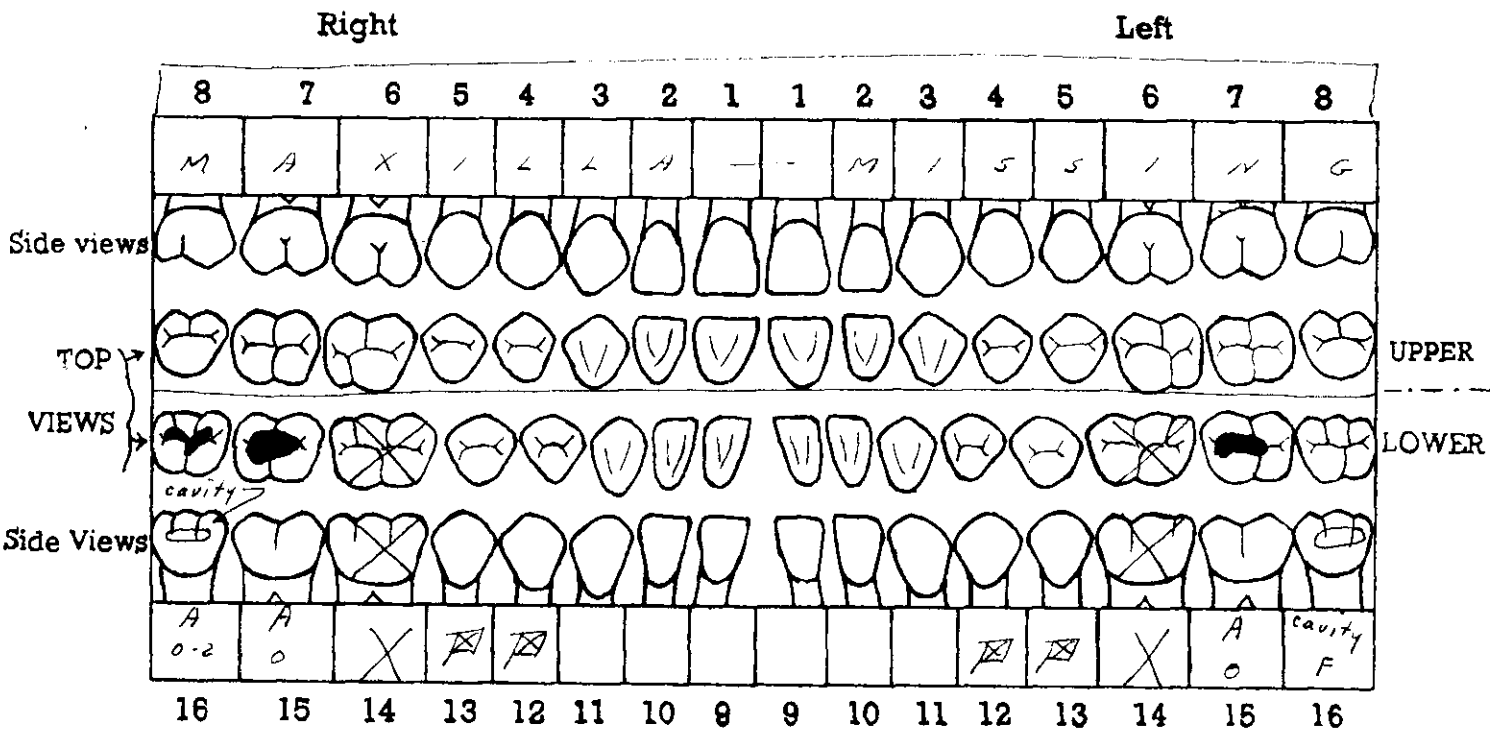 Right Left
8 7 6 5 4 3 2 1 1 2 3 4 5 6 7 8
M A X I L L A - - M I S S I N G
Side views
TOP
UPPER
VIEWS
LOWER
cavity
Side Views
A A X X A cavity
0-2 0 0 F
16 15 14 13 12 11 10 9 9 10 11 12 13 14 15 16